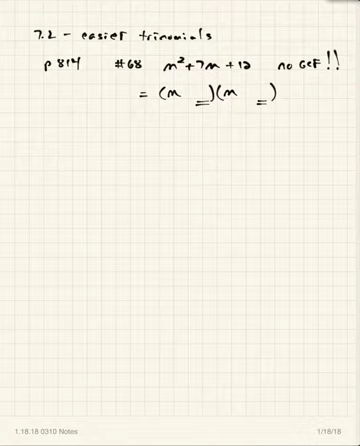 7.2 - easier trinomials
p 814 #68 m²+7m+12 no GCF!!
= (m _)(m _)
1.18.18 0310 Notes 1/18/18